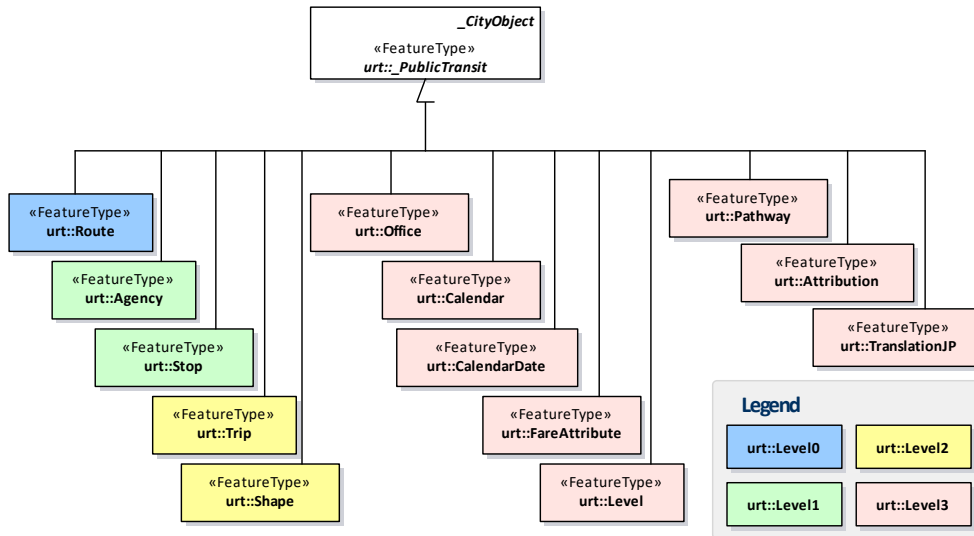 _CityObject
«FeatureType»
urt::_PublicTransit
«FeatureType»
urt::Route
«FeatureType»
urt::Agency
«FeatureType»
urt::Stop
«FeatureType»
urt::Trip
«FeatureType»
urt::Shape
«FeatureType»
urt::Office
«FeatureType»
urt::Calendar
«FeatureType»
urt::CalendarDate
«FeatureType»
urt::FareAttribute
«FeatureType»
urt::Level
«FeatureType»
urt::Pathway
«FeatureType»
urt::Attribution
«FeatureType»
urt::TranslationJP
Legend
urt::Level0
urt::Level2
urt::Level1
urt::Level3